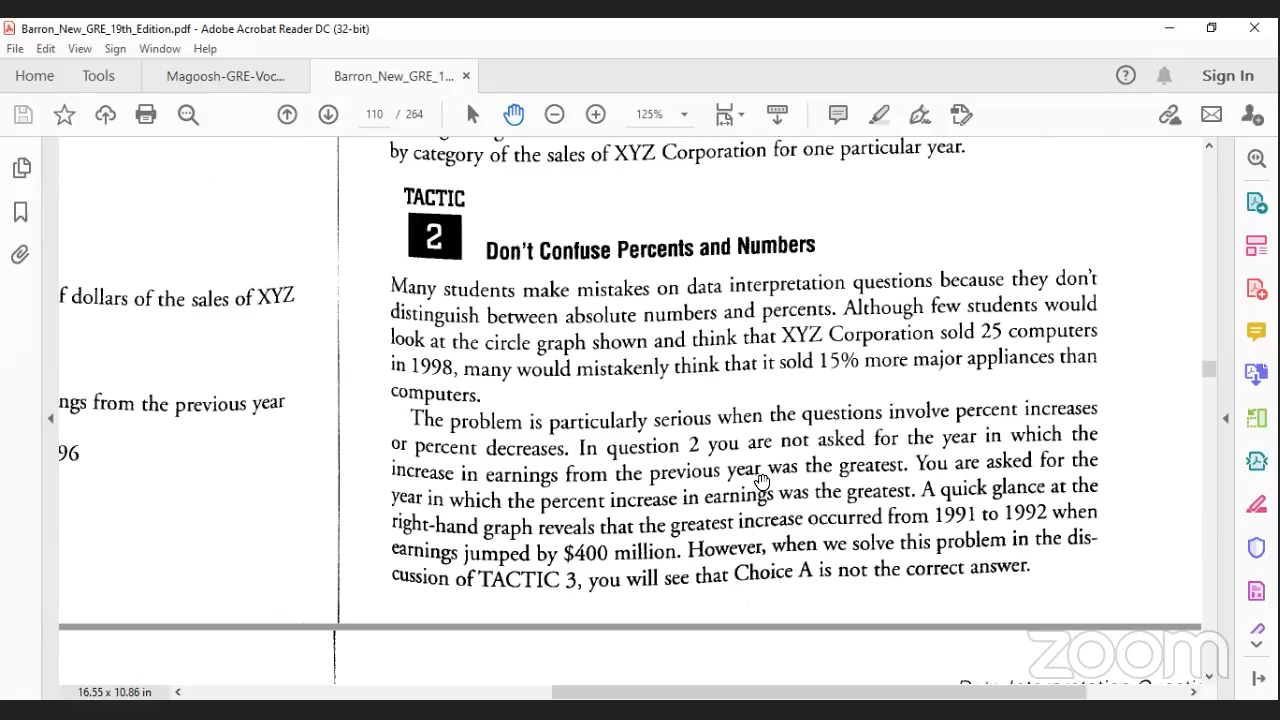 Barron_New_GRE_19th_Edition.pdf - Adobe Acrobat Reader DC (32-bit)
File Edit View Sign Window Help
Home Tools Magoosh-GRE-Voc... Barron_New_GRE_1... Sign In
110 / 264 125%
by category of the sales of XYZ Corporation for one particular year.
TACTIC
2
Don't Confuse Percents and Numbers
Many students make mistakes on data interpretation questions because they don't
distinguish between absolute numbers and percents. Although few students would
look at the circle graph shown and think that XYZ Corporation sold 25 computers
in 1998, many would mistakenly think that it sold 15% more major appliances than
computers.
The problem is particularly serious when the questions involve percent increases
or percent decreases. In question 2 you are not asked for the year in which the
increase in earnings from the previous year was the greatest. You are asked for the
year in which the percent increase in earnings was the greatest. A quick glance at the
right-hand graph reveals that the greatest increase occurred from 1991 to 1992 when
earnings jumped by $400 million. However, when we solve this problem in the dis-
cussion of TACTIC 3, you will see that Choice A is not the correct answer.
f dollars of the sales of XYZ
ngs from the previous year
96
zoom
16.55 x 10.86 in